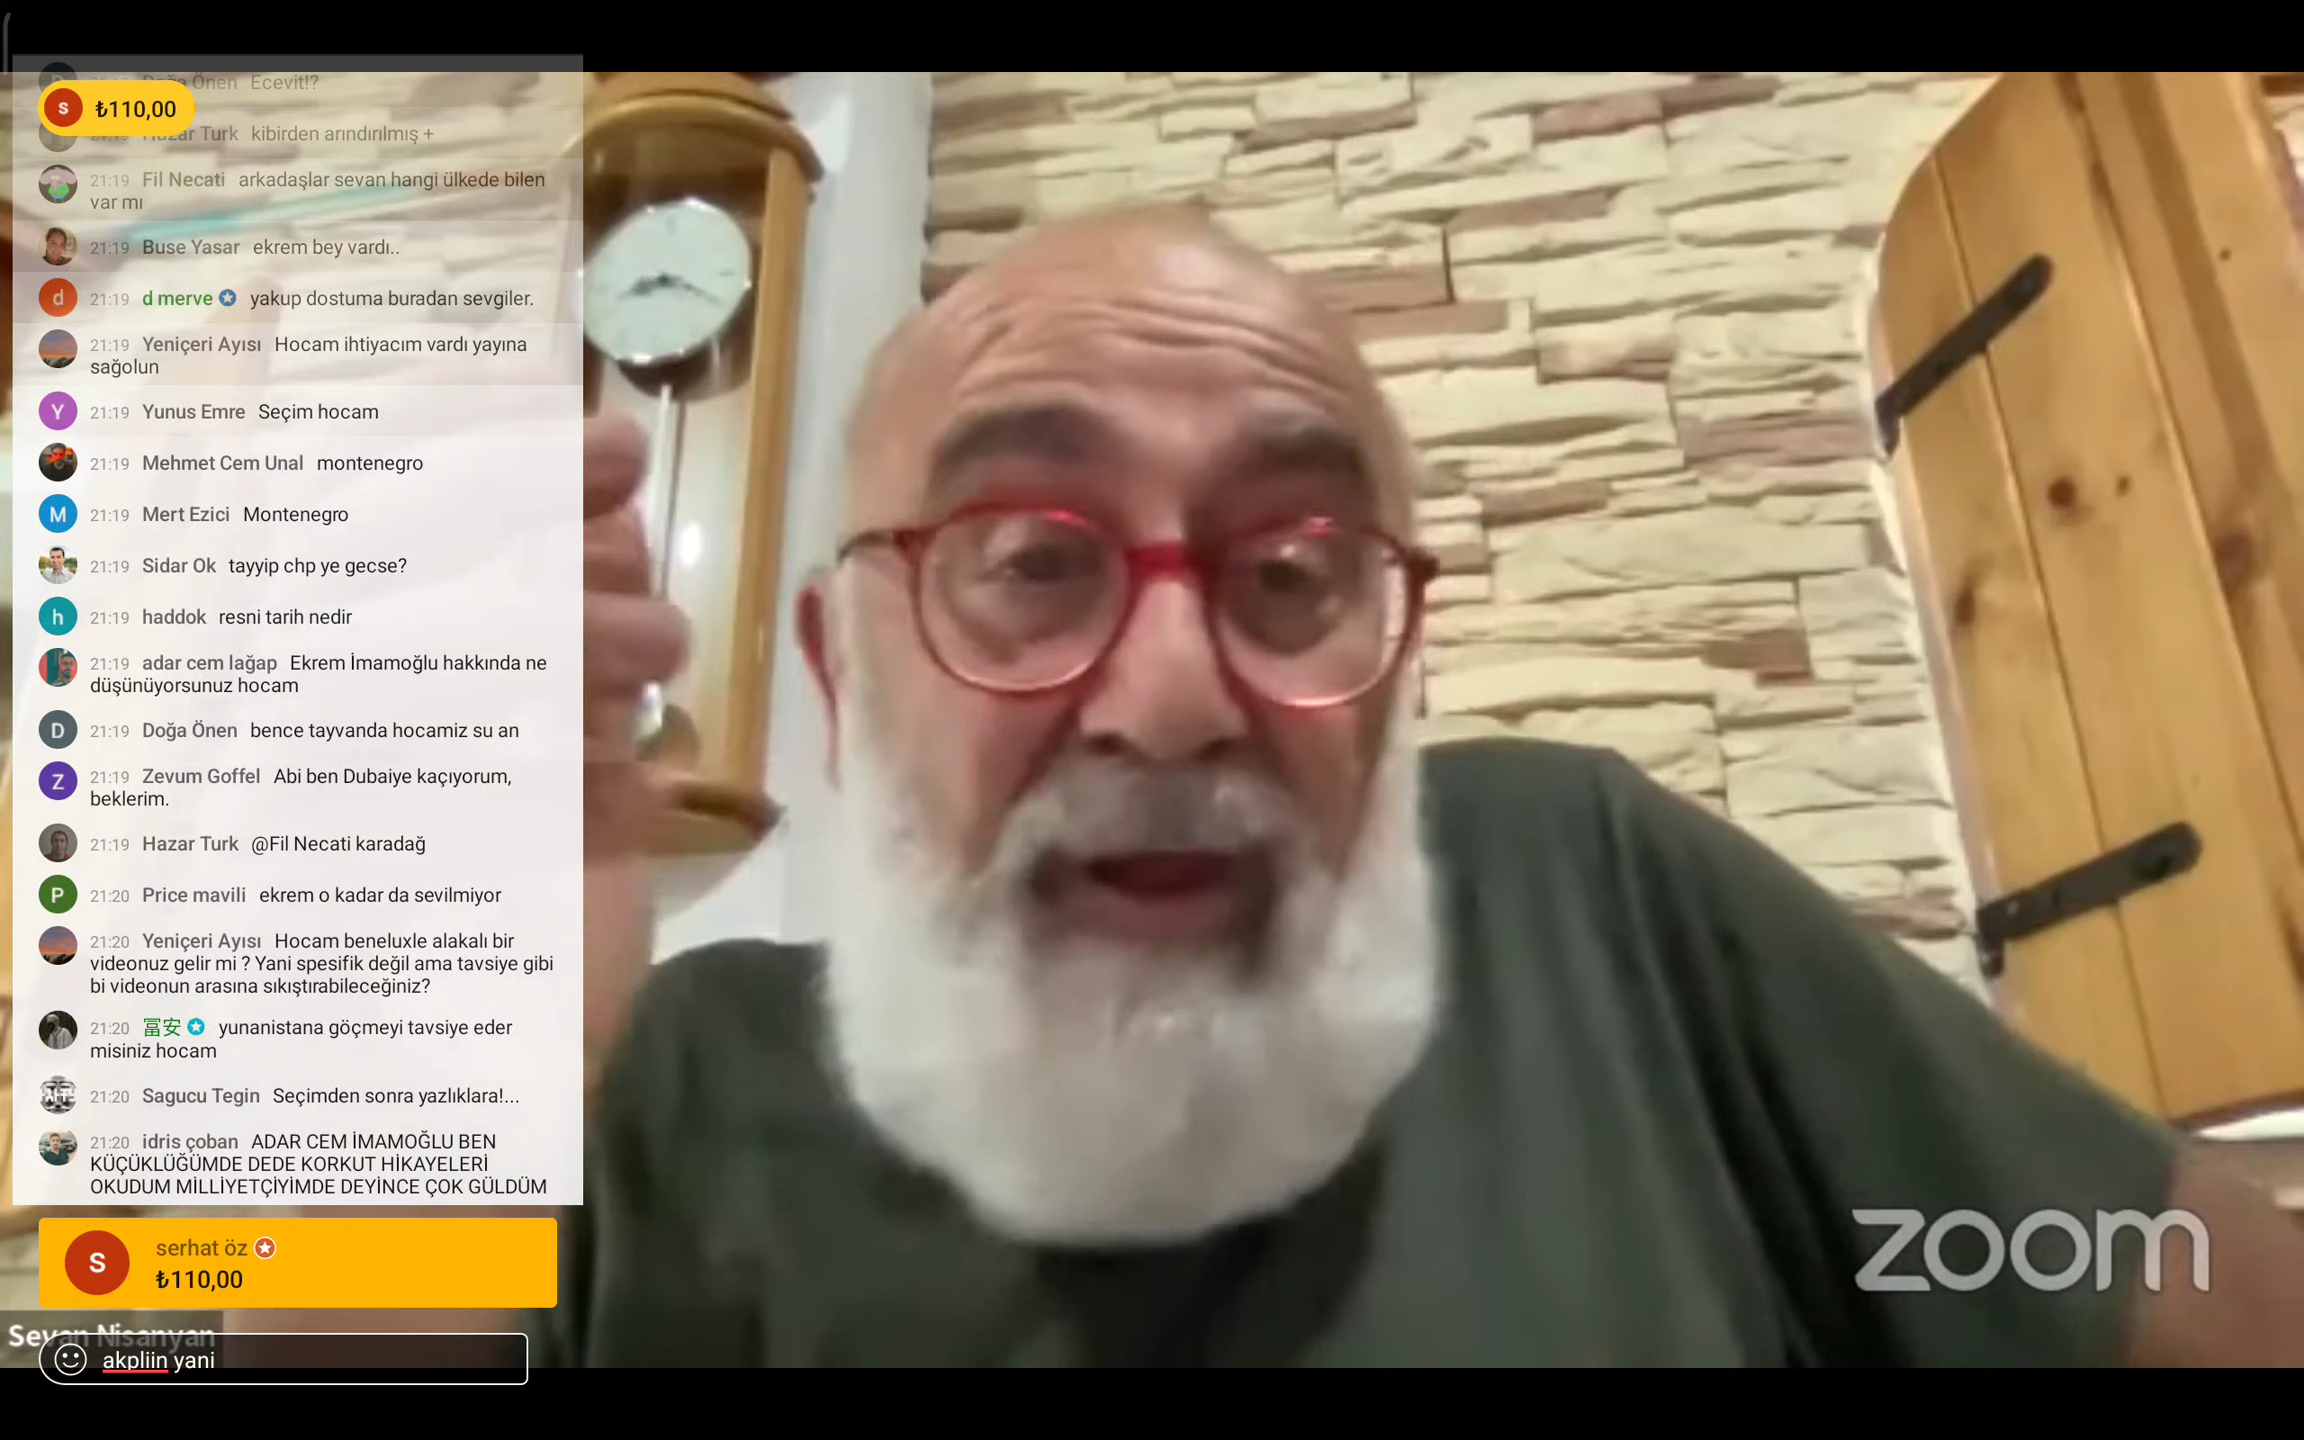 Doğa Önen Ecevit!?
S ₺110,00
Hazar Turk kibirden arındırılmış +
21:19 Fil Necati arkadaşlar sevan hangi ülkede bilen
var mı
21:19 Buse Yasar ekrem bey vardı..
d 21:19 d merve yakup dostuma buradan sevgiler.
21:19 Yeniçeri Ayısı Hocam ihtiyacım vardı yayına
sağolun
Y 21:19 Yunus Emre Seçim hocam
21:19 Mehmet Cem Unal montenegro
M 21:19 Mert Ezici Montenegro
21:19 Sidar Ok tayyip chp ye gecse?
h 21:19 haddok resni tarih nedir
21:19 adar cem lağap Ekrem İmamoğlu hakkında ne
düşünüyorsunuz hocam
D 21:19 Doğa Önen bence tayvanda hocamiz su an
Z 21:19 Zevum Goffel Abi ben Dubaiye kaçıyorum,
beklerim.
21:19 Hazar Turk @Fil Necati karadağ
P 21:20 Price mavili ekrem o kadar da sevilmiyor
21:20 Yeniçeri Ayısı Hocam beneluxle alakalı bir
videonuz gelir mi ? Yani spesifik değil ama tavsiye gibi
bi videonun arasına sıkıştırabileceğiniz?
21:20 冨安 yunanistana göçmeyi tavsiye eder
misiniz hocam
21:20 Sagucu Tegin Seçimden sonra yazlıklara!...
21:20 idris çoban ADAR CEM İMAMOĞLU BEN
KÜÇÜKLÜĞÜMDE DEDE KORKUT HİKAYELERİ
OKUDUM MİLLİYETÇİYİMDE DEYİNCE ÇOK GÜLDÜM
S serhat öz
₺110,00
Sevan Nisanyan
akpliin yani
zoom